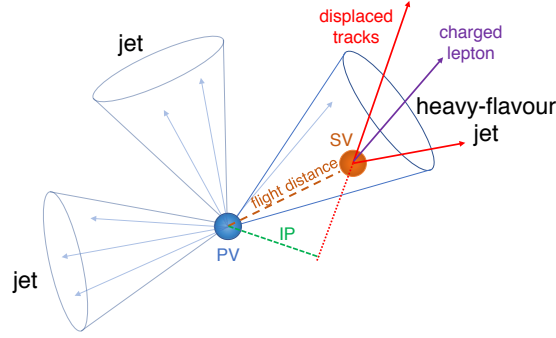 displaced
tracks
jet
charged
lepton
heavy-flavour
jet
SV
flight distance
IP
PV
jet